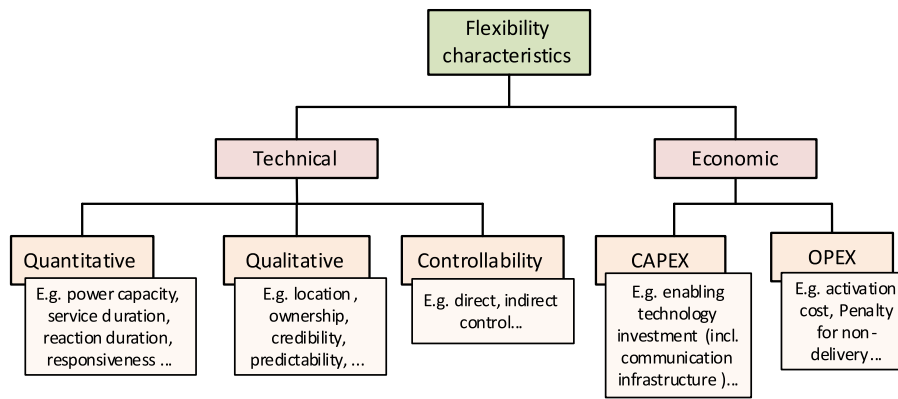 Flexibility
characteristics
Technical
Economic
Quantitative
E.g. power capacity,
service duration,
reaction duration,
responsiveness ...
Qualitative
E.g. location,
ownership,
credibility,
predictability, ...
Controllability
E.g. direct, indirect
control...
CAPEX
E.g. enabling
technology
investment (incl.
communication
infrastructure )...
OPEX
E.g. activation
cost, Penalty
for non-
delivery...